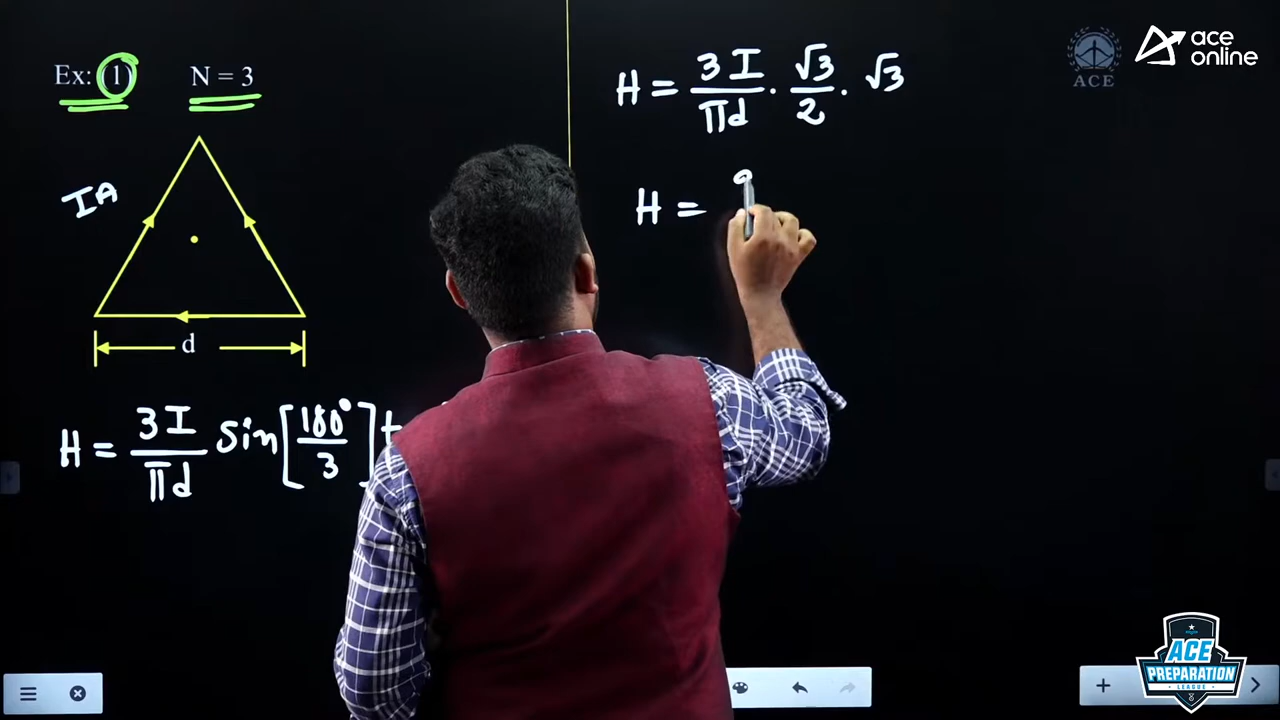 Ex: (1) N = 3
IA
d
H = 3I/πd sin[180°/3] t
H = 3I/πd · √3/2 · √3
H =
ACE
ace online
ACE PREPARATION LEAGUE